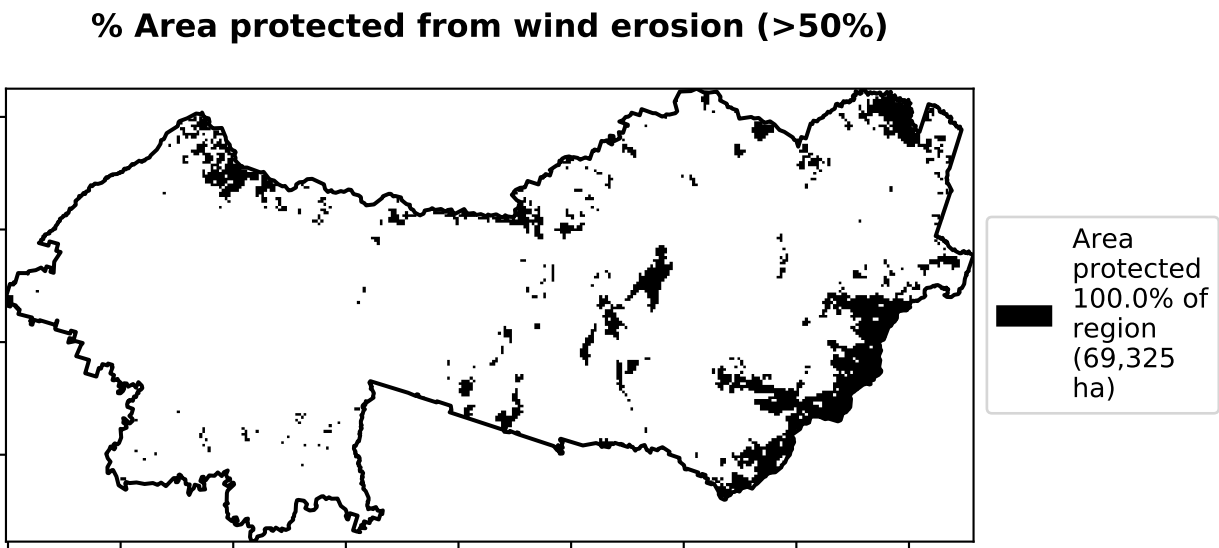 % Area protected from wind erosion (>50%)
Area
protected
100.0% of
region
(69,325
ha)